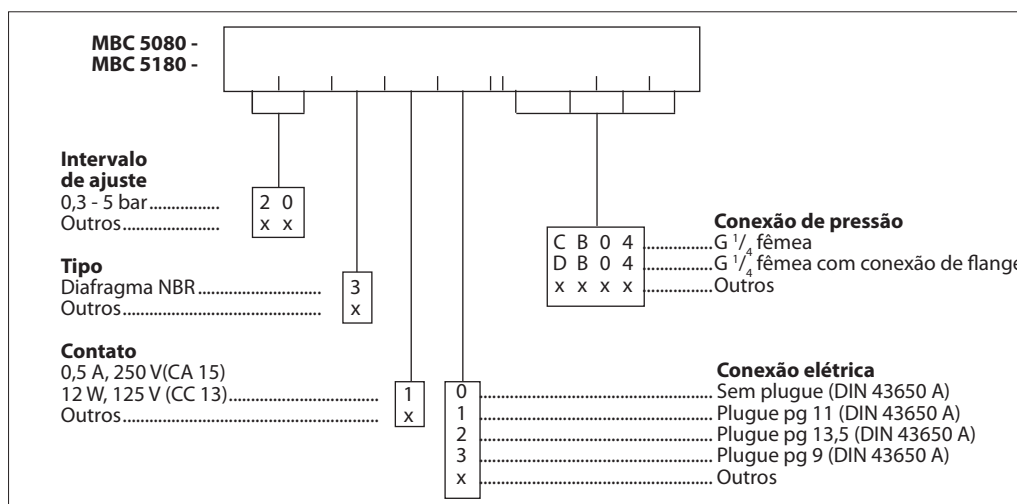 MBC 5080 -
MBC 5180 -
Intervalo
de ajuste
0,3 - 5 bar ................ 2 0
Outros ...................... x x
Conexão de pressão
C B 0 4 ................ G 1/4 fêmea
D B 0 4 ................ G 1/4 fêmea com conexão de flange
x x x x ................ Outros
Tipo
Diafragma NBR ............................ 3
Outros ............................................ x
Contato
0,5 A, 250 V(CA 15)
12 W, 125 V (CC 13) .................................. 1
Outros ........................................................ x
Conexão elétrica
0 ...................................................... Sem plugue (DIN 43650 A)
1 ...................................................... Plugue pg 11 (DIN 43650 A)
2 ...................................................... Plugue pg 13,5 (DIN 43650 A)
3 ...................................................... Plugue pg 9 (DIN 43650 A)
x ...................................................... Outros